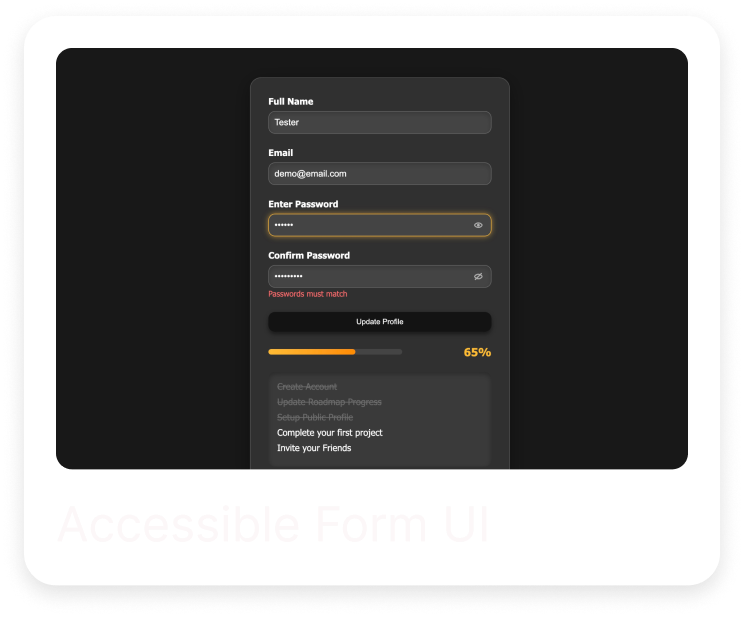 Full Name
Tester
Email
demo@email.com
Enter Password
••••••
Confirm Password
•••••••••
Passwords must match
Update Profile
65%
Create Account
Update Roadmap Progress
Setup Public Profile
Complete your first project
Invite your Friends
Accessible Form UI